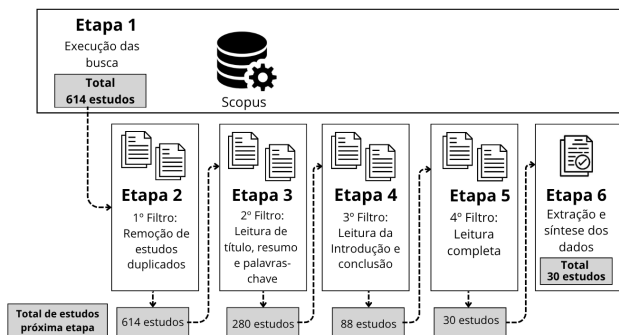 Etapa 1
Execução das
busca
Total
614 estudos
Scopus
Etapa 2
1º Filtro:
Remoção de
estudos
duplicados
Etapa 3
2º Filtro:
Leitura de
título, resumo
e palavras-
chave
Etapa 4
3º Filtro:
Leitura da
Introdução e
conclusão
Etapa 5
4º Filtro:
Leitura
completa
Etapa 6
Extração e
síntese dos
dados
Total
30 estudos
Total de estudos
próxima etapa
614 estudos
280 estudos
88 estudos
30 estudos